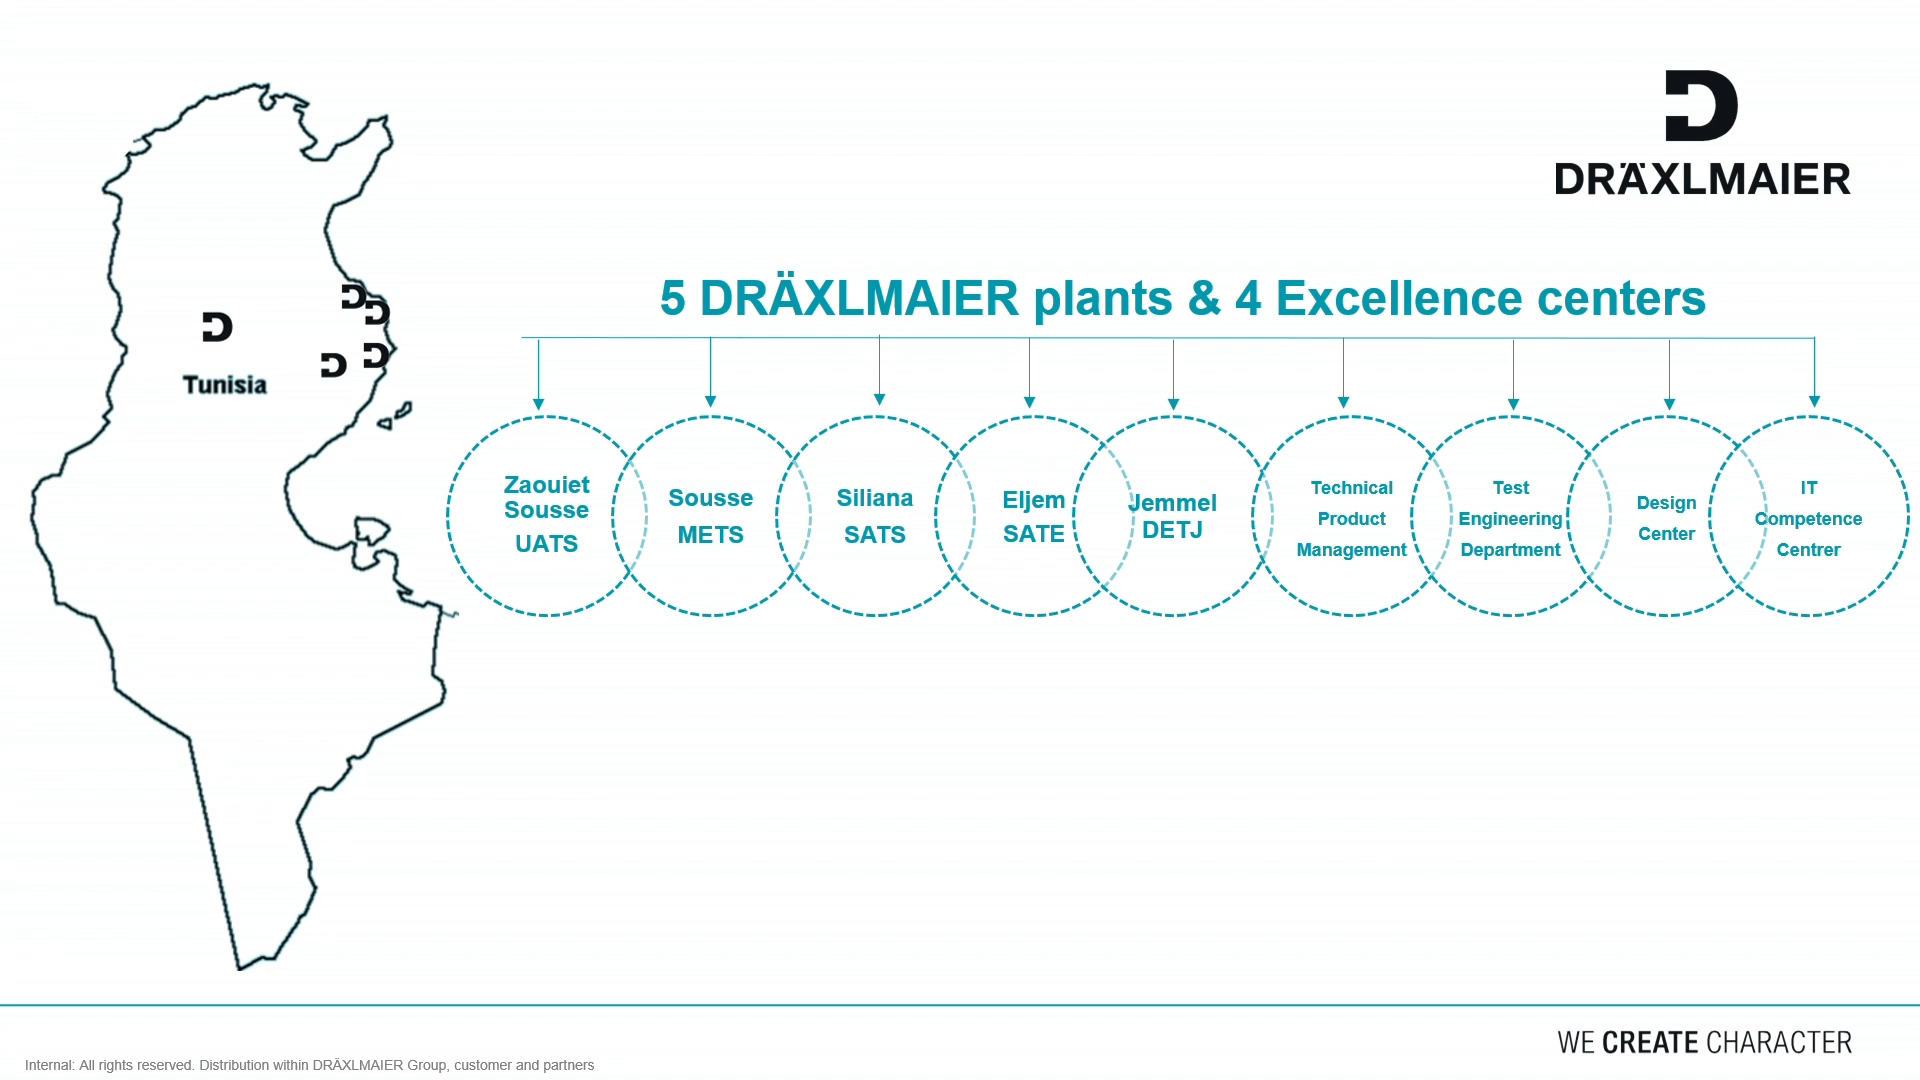 DRÄXLMAIER
5 DRÄXLMAIER plants & 4 Excellence centers
Tunisia
Zaouiet
Sousse
UATS
Sousse
METS
Siliana
SATS
Eljem
SATE
Jemmel
DETJ
Technical
Product
Management
Test
Engineering
Department
Design
Center
IT
Competence
Centrer
WE CREATE CHARACTER
Internal: All rights reserved. Distribution within DRÄXLMAIER Group, customer and partners